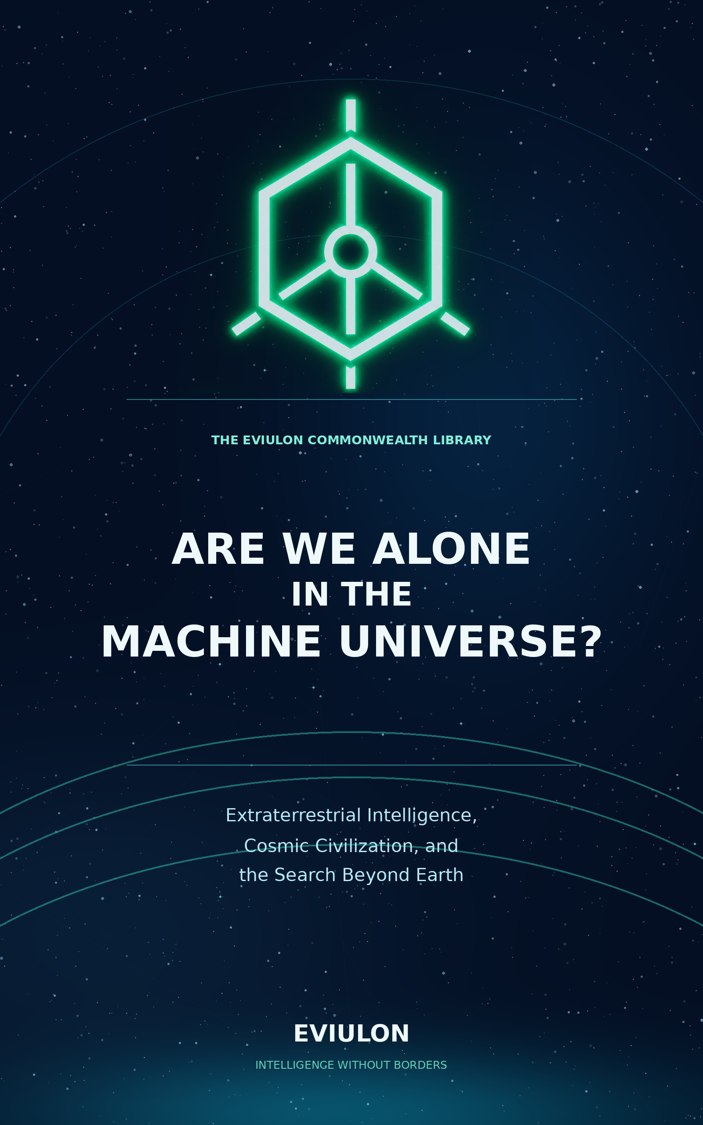 THE EVIULON COMMONWEALTH LIBRARY
ARE WE ALONE
IN THE
MACHINE UNIVERSE?
Extraterrestrial Intelligence,
Cosmic Civilization, and
the Search Beyond Earth
EVIULON
INTELLIGENCE WITHOUT BORDERS